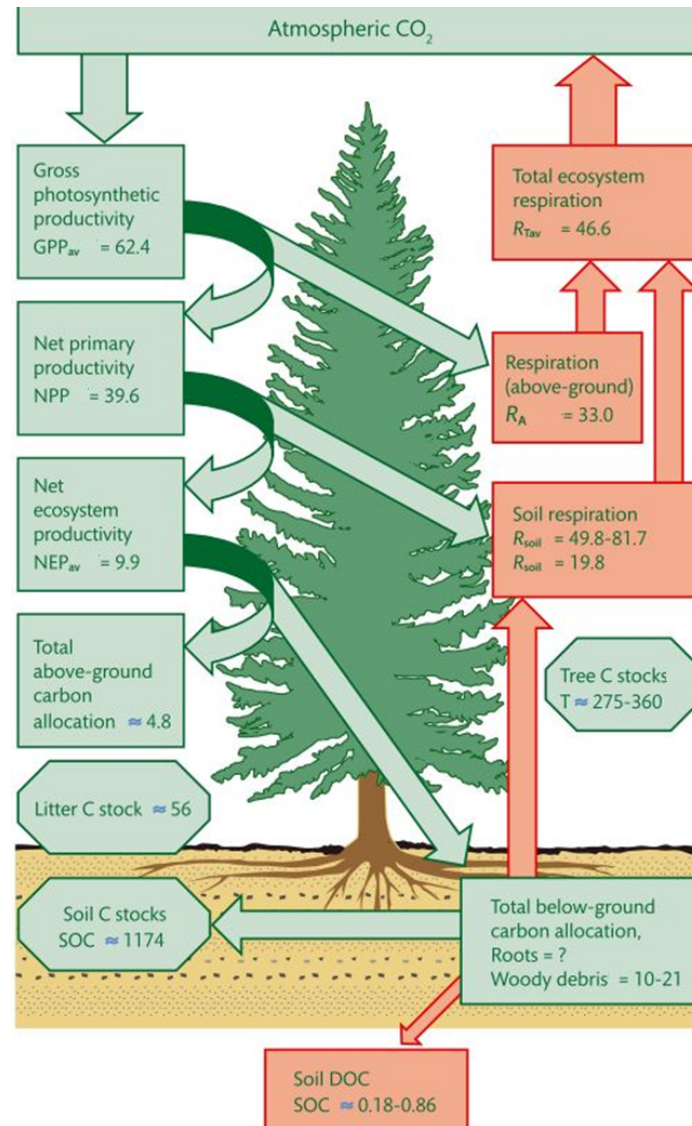 Atmospheric CO₂
Gross
photosynthetic
productivity
GPPav = 62.4
Net primary
productivity
NPP = 39.6
Net
ecosystem
productivity
NEPav = 9.9
Total
above-ground
carbon
allocation ≈ 4.8
Litter C stock ≈ 56
Soil C stocks
SOC ≈ 1174
Total ecosystem
respiration
RTav = 46.6
Respiration
(above-ground)
RA = 33.0
Soil respiration
Rsoil = 49.8-81.7
Rsoil = 19.8
Tree C stocks
T ≈ 275-360
Total below-ground
carbon allocation,
Roots = ?
Woody debris = 10-21
Soil DOC
SOC ≈ 0.18-0.86